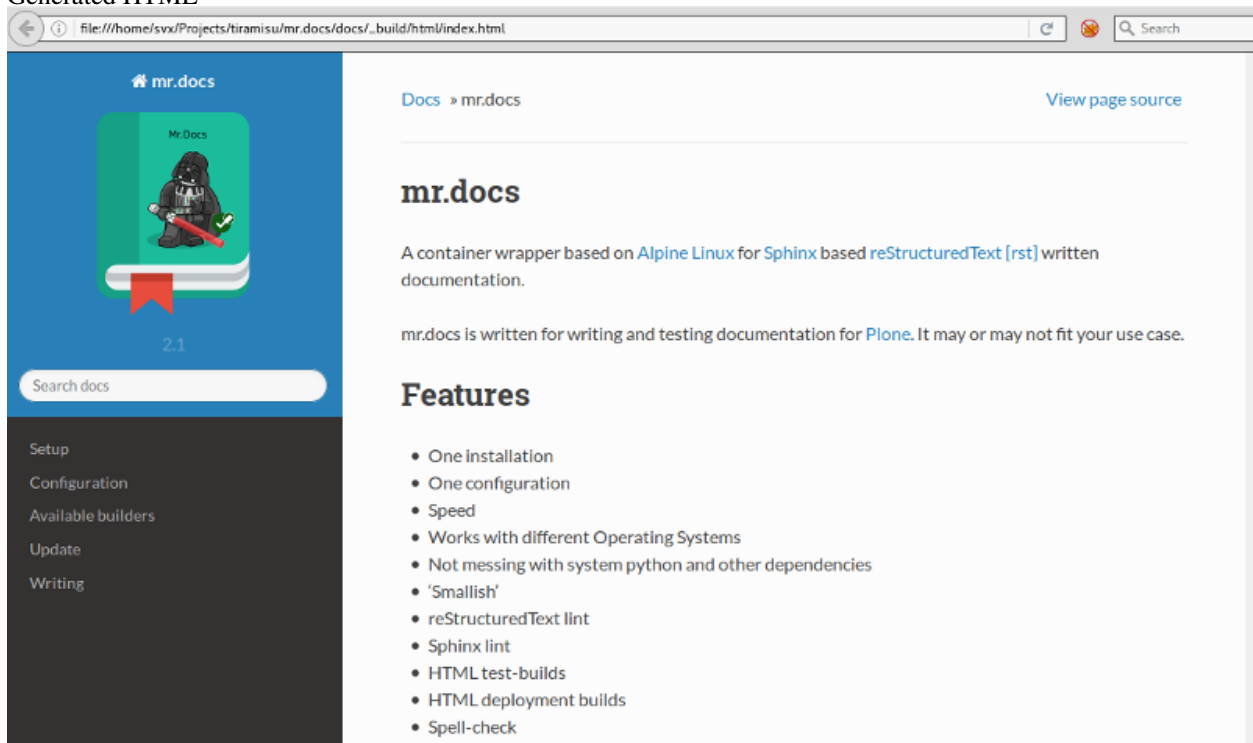 Generated HTML
file:///home/svx/Projects/tiramisu/mr.docs/docs/_build/html/index.html
Search
mr.docs
Mr.Docs
2.1
Search docs
Setup
Configuration
Available builders
Update
Writing
Docs » mr.docs
View page source
mr.docs
A container wrapper based on Alpine Linux for Sphinx based reStructuredText [rst] written
documentation.
mr.docs is written for writing and testing documentation for Plone. It may or may not fit your use case.
Features
• One installation
• One configuration
• Speed
• Works with different Operating Systems
• Not messing with system python and other dependencies
• ‘Smallish’
• reStructuredText lint
• Sphinx lint
• HTML test-builds
• HTML deployment builds
• Spell-check